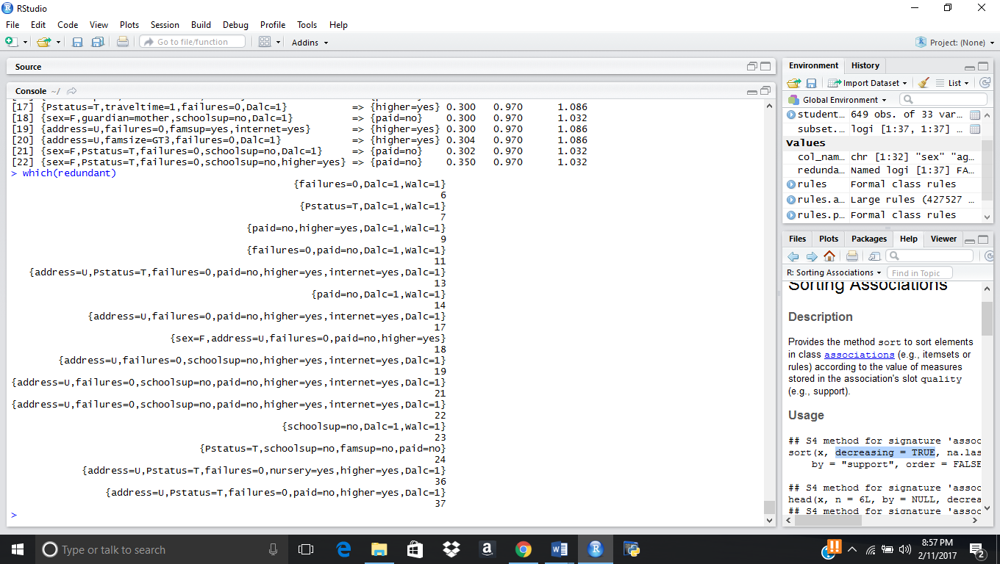 RStudio
File Edit Code View Plots Session Build Debug Profile Tools Help
Go to file/function Addins Project: (None)
Source
Console ~/
[17] {Pstatus=T,traveltime=1,failures=0,Dalc=1} => {higher=yes} 0.300 0.970 1.086
[18] {sex=F,guardian=mother,schoolsup=no,Dalc=1} => {paid=no} 0.300 0.970 1.032
[19] {address=U,failures=0,famsup=yes,internet=yes} => {higher=yes} 0.300 0.970 1.086
[20] {address=U,famsize=GT3,failures=0,Dalc=1} => {higher=yes} 0.304 0.970 1.086
[21] {sex=F,Pstatus=T,failures=0,schoolsup=no,Dalc=1} => {paid=no} 0.302 0.970 1.032
[22] {sex=F,Pstatus=T,failures=0,schoolsup=no,higher=yes} => {paid=no} 0.350 0.970 1.032
> which(redundant)
{failures=0,Dalc=1,Walc=1}
6
{Pstatus=T,Dalc=1,Walc=1}
7
{paid=no,higher=yes,Dalc=1,Walc=1}
9
{failures=0,paid=no,Dalc=1,Walc=1}
11
{address=U,Pstatus=T,failures=0,paid=no,higher=yes,internet=yes,Dalc=1}
13
{paid=no,Dalc=1,Walc=1}
14
{address=U,failures=0,paid=no,higher=yes,internet=yes,Dalc=1}
17
{sex=F,address=U,failures=0,paid=no,higher=yes}
18
{address=U,failures=0,schoolsup=no,higher=yes,internet=yes,Dalc=1}
19
{address=U,failures=0,schoolsup=no,paid=no,higher=yes,internet=yes,Dalc=1}
21
{address=U,failures=0,schoolsup=no,paid=no,higher=yes,internet=yes,Dalc=1}
22
{schoolsup=no,Dalc=1,Walc=1}
23
{Pstatus=T,schoolsup=no,famsup=no,paid=no}
24
{address=U,Pstatus=T,failures=0,nursery=yes,higher=yes,Dalc=1}
36
{address=U,Pstatus=T,failures=0,paid=no,higher=yes,Dalc=1}
37
>
Environment History
Import Dataset List
Global Environment
student... 649 obs. of 33 var...
subset.... logi [1:37, 1:37] ...
Values
col_nam... chr [1:32] "sex" "ag...
redunda... Named logi [1:37] FA...
rules Formal class rules
rules.a... Large rules (427527 ...
rules.p... Formal class rules
Files Plots Packages Help Viewer
R: Sorting Associations Find in Topic
Sorting Associations
Description
Provides the method sort to sort elements
in class associations (e.g., itemsets or
rules) according to the value of measures
stored in the association's slot quality
(e.g., support).
Usage
## S4 method for signature 'assoc
sort(x, decreasing = TRUE, na.las
by = "support", order = FALSE
## S4 method for signature 'assoc
head(x, n = 6L, by = NULL, decrea
## S4 method for signature 'assoc
Type or talk to search
8:57 PM
2/11/2017
2